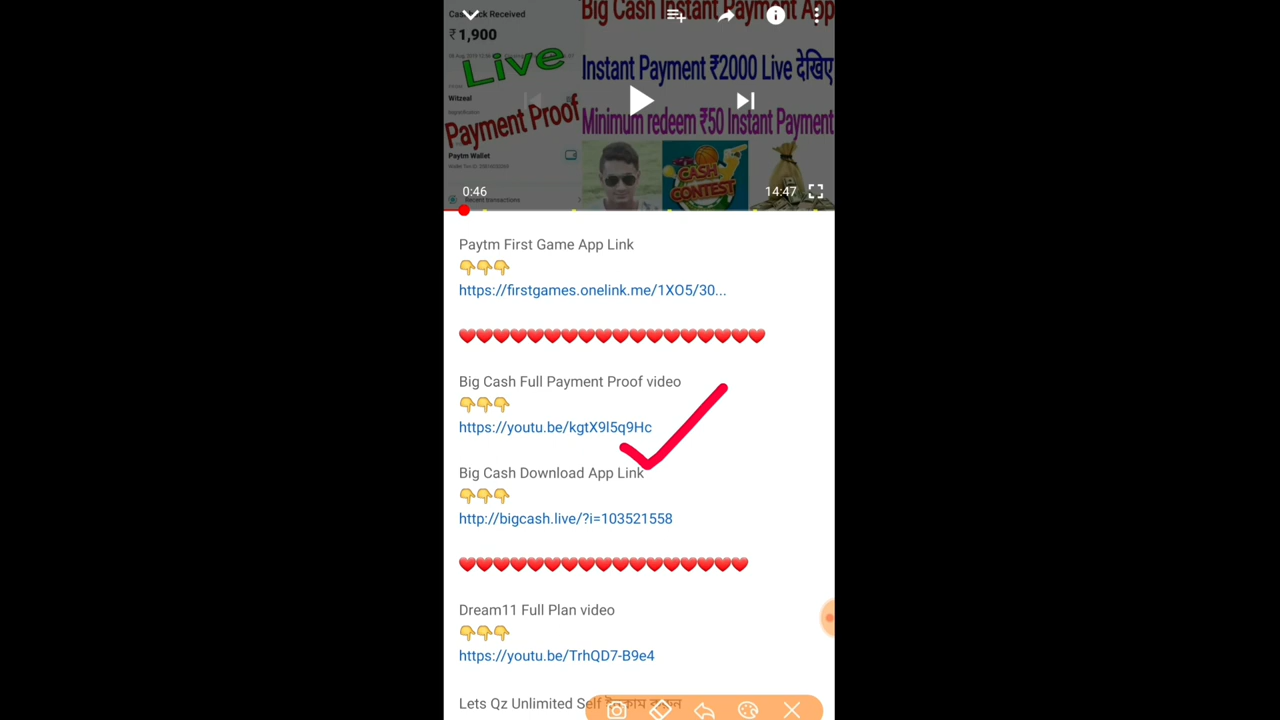 Cashback Received
Big Cash Instant Payment App
₹1,900
Live
Instant Payment ₹2000 Live देखिए
Witzeal
Payment Proof
Minimum redeem ₹50 Instant Payment
Paytm Wallet
CASH
CONTEST
Recent transactions
0:46
14:47
Paytm First Game App Link
👇👇👇
https://firstgames.onelink.me/1XO5/30...
❤️❤️❤️❤️❤️❤️❤️❤️❤️❤️❤️❤️❤️❤️❤️❤️❤️❤️
Big Cash Full Payment Proof video
👇👇👇
https://youtu.be/kgtX9l5q9Hc
Big Cash Download App Link
👇👇👇
http://bigcash.live/?i=103521558
❤️❤️❤️❤️❤️❤️❤️❤️❤️❤️❤️❤️❤️❤️❤️❤️❤️
Dream11 Full Plan video
👇👇👇
https://youtu.be/TrhQD7-B9e4
Lets Qz Unlimited Self